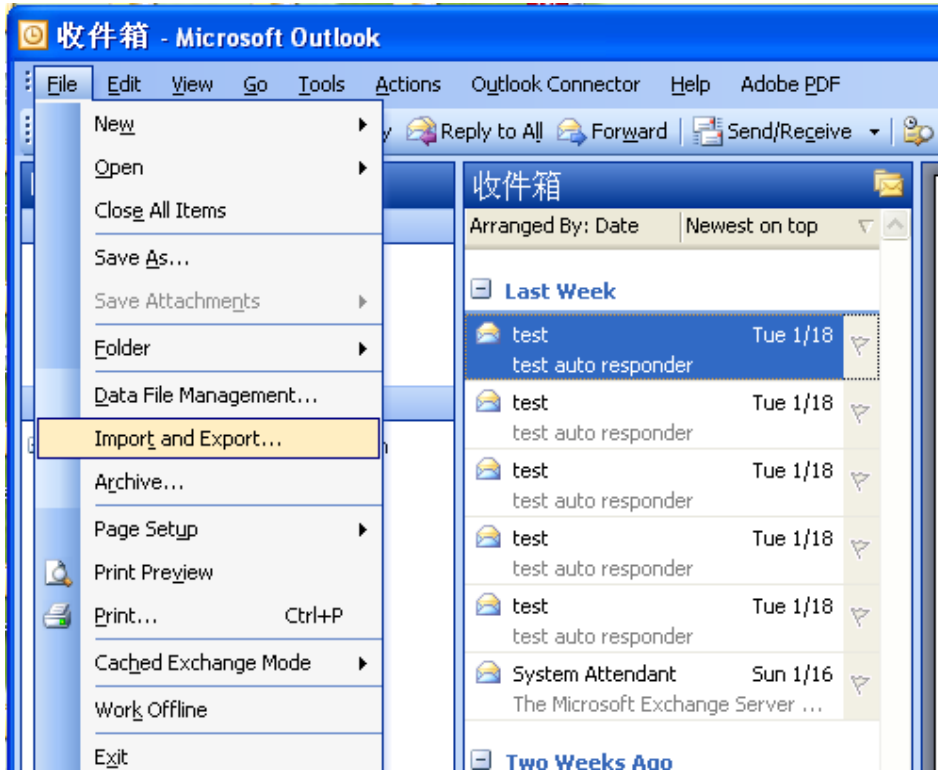 收件箱 - Microsoft Outlook
File Edit View Go Tools Actions Outlook Connector Help Adobe PDF
Reply to All Forward Send/Receive
New
Open
Close All Items
Save As...
Save Attachments
Folder
Data File Management...
Import and Export...
Archive...
Page Setup
Print Preview
Print... Ctrl+P
Cached Exchange Mode
Work Offline
Exit
收件箱
Arranged By: Date Newest on top
Last Week
test Tue 1/18
test auto responder
test Tue 1/18
test auto responder
test Tue 1/18
test auto responder
test Tue 1/18
test auto responder
test Tue 1/18
test auto responder
System Attendant Sun 1/16
The Microsoft Exchange Server ...
Two Weeks Ago